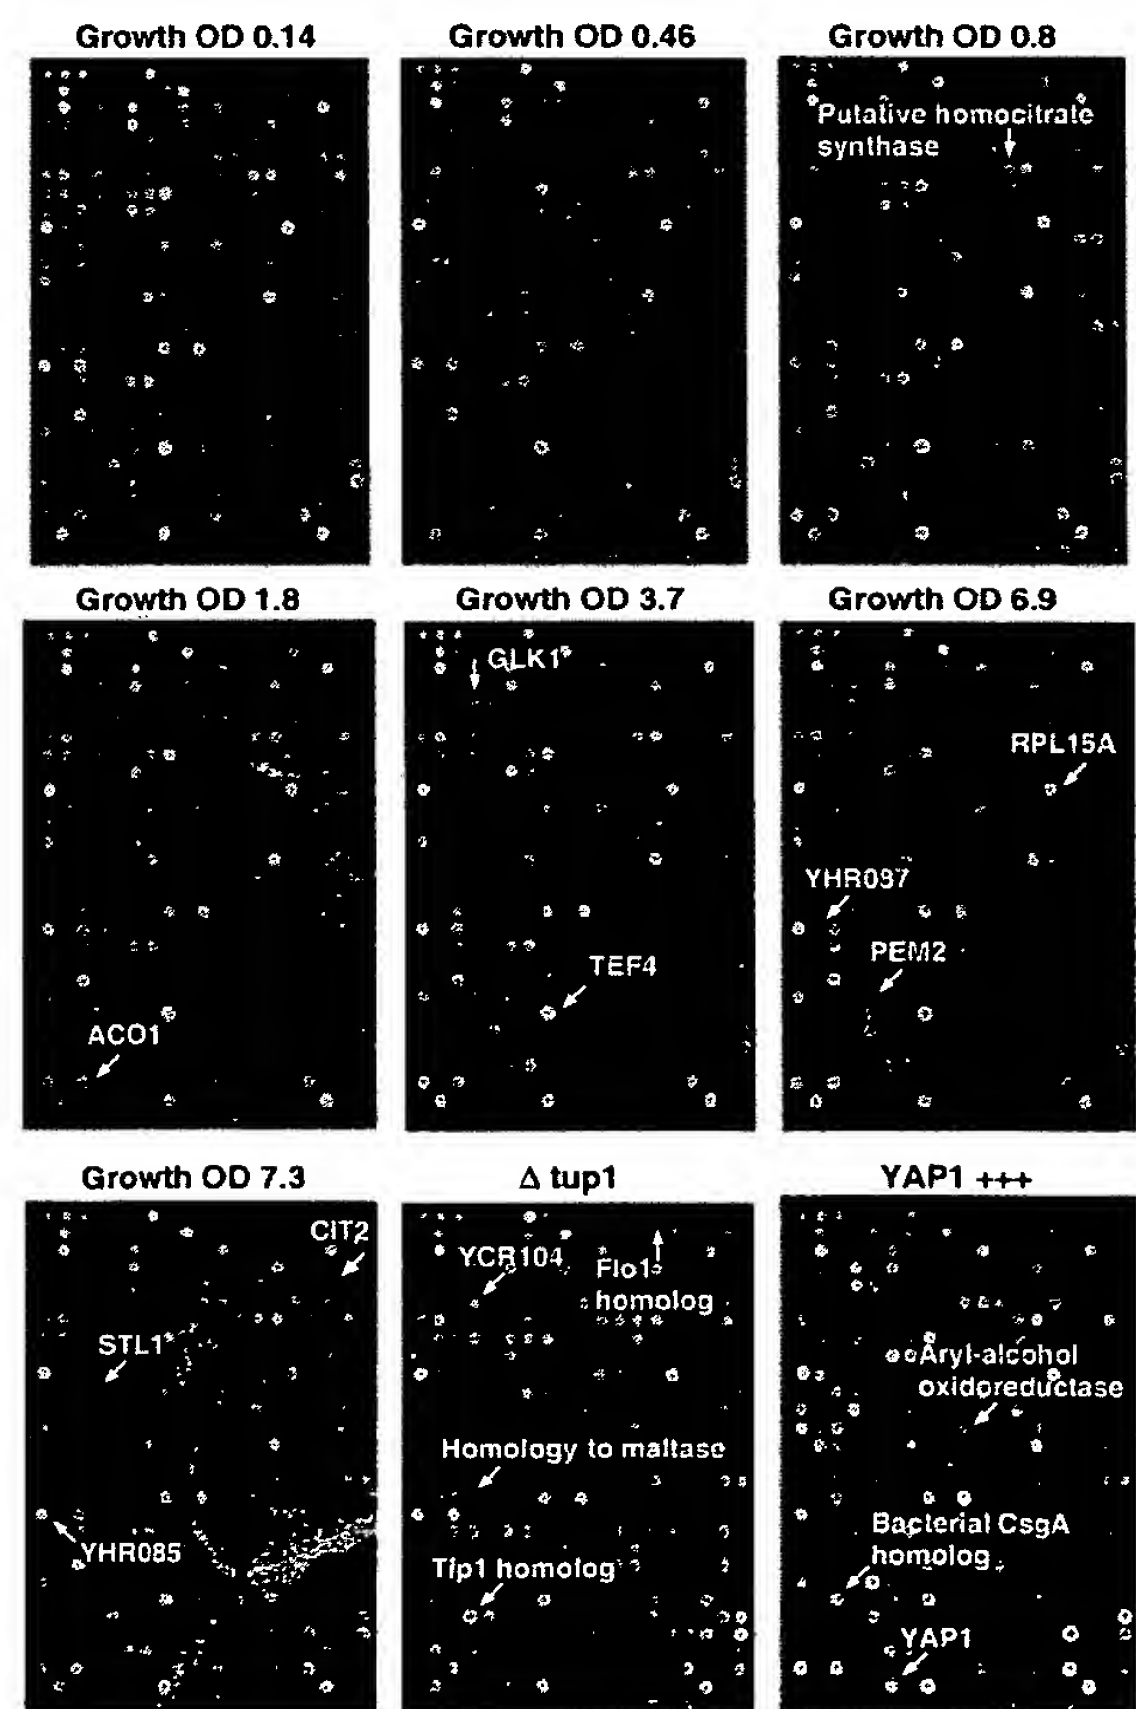 Growth OD 0.14
Growth OD 0.46
Growth OD 0.8
Putative homocitrate
synthase
Growth OD 1.8
Growth OD 3.7
Growth OD 6.9
ACO1
GLK1
TEF4
RPL15A
YHR087
PEM2
Growth OD 7.3
Δ tup1
YAP1 +++
CIT2
STL1
YHR085
YCR104
Flo1
homolog
Homology to maltase
Tip1 homolog
Aryl-alcohol
oxidoreductase
Bacterial CsgA
homolog
YAP1